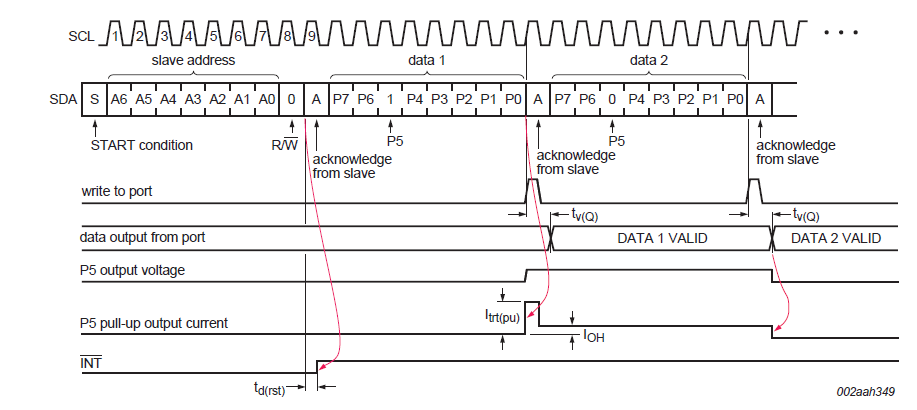 SCL 1 2 3 4 5 6 7 8 9 • • •
slave address data 1 data 2
SDA S A6 A5 A4 A3 A2 A1 A0 0 A P7 P6 1 P4 P3 P2 P1 P0 A P7 P6 0 P4 P3 P2 P1 P0 A
START condition R/W̅ P5 P5
acknowledge
from slave
acknowledge
from slave
acknowledge
from slave
write to port
tv(Q) tv(Q)
data output from port DATA 1 VALID DATA 2 VALID
P5 output voltage
Itrt(pu)
P5 pull-up output current
IOH
I̅N̅T̅
td(rst)
002aah349